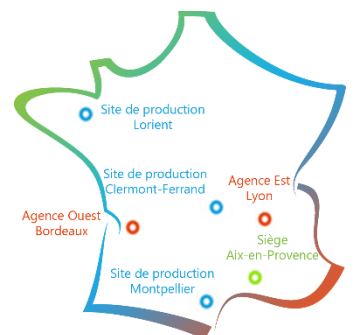 Site de production
Lorient
Site de production
Clermont-Ferrand
Agence Est
Lyon
Agence Ouest
Bordeaux
Siège
Aix-en-Provence
Site de production
Montpellier